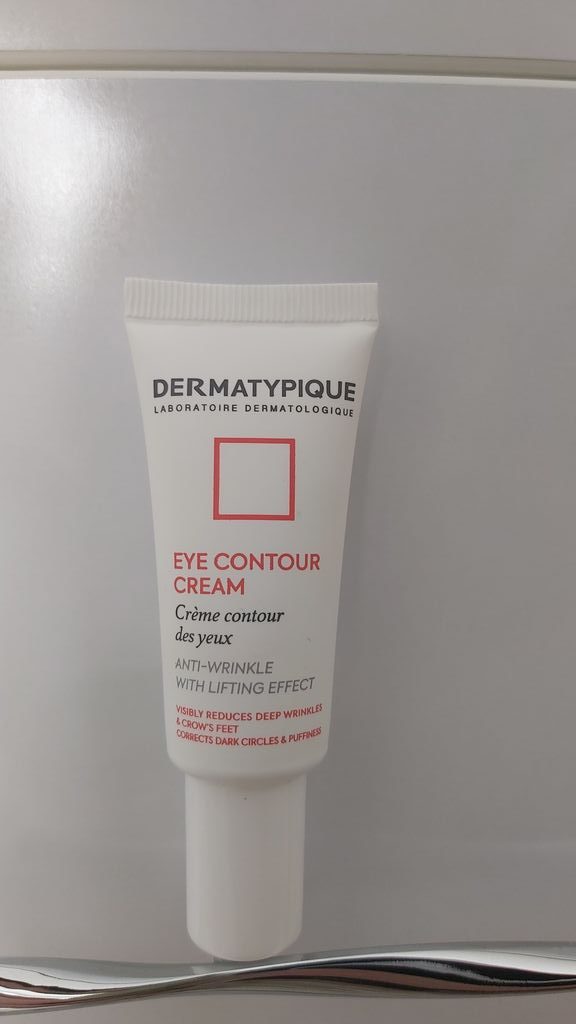 DERMATYPIQUE
LABORATOIRE DERMATOLOGIQUE
EYE CONTOUR
CREAM
Crème contour
des yeux
ANTI-WRINKLE
WITH LIFTING EFFECT
VISIBLY REDUCES DEEP WRINKLES
& CROW'S FEET
CORRECTS DARK CIRCLES & PUFFINESS